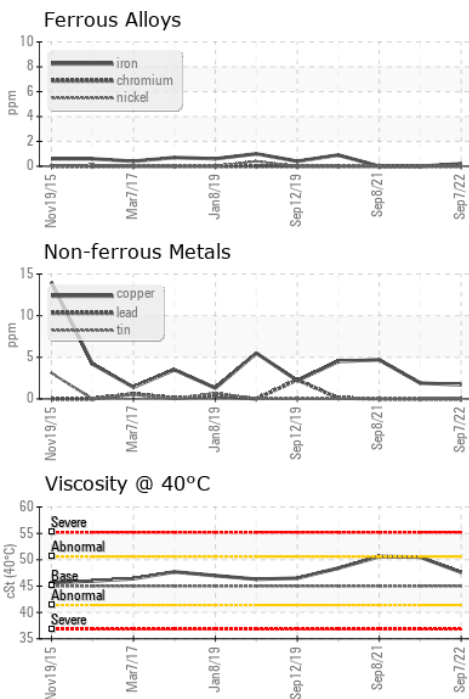 Ferrous Alloys
10
8
6
4
2
0
ppm
iron
chromium
nickel
Nov19/15
Mar7/17
Jan8/19
Sep12/19
Sep8/21
Sep7/22
Non-ferrous Metals
15
10
5
0
ppm
copper
lead
tin
Nov19/15
Mar7/17
Jan8/19
Sep12/19
Sep8/21
Sep7/22
Viscosity @ 40°C
60
55
50
45
40
35
cSt (40°C)
Severe
Abnormal
Base
Abnormal
Severe
Nov19/15
Mar7/17
Jan8/19
Sep12/19
Sep8/21
Sep7/22